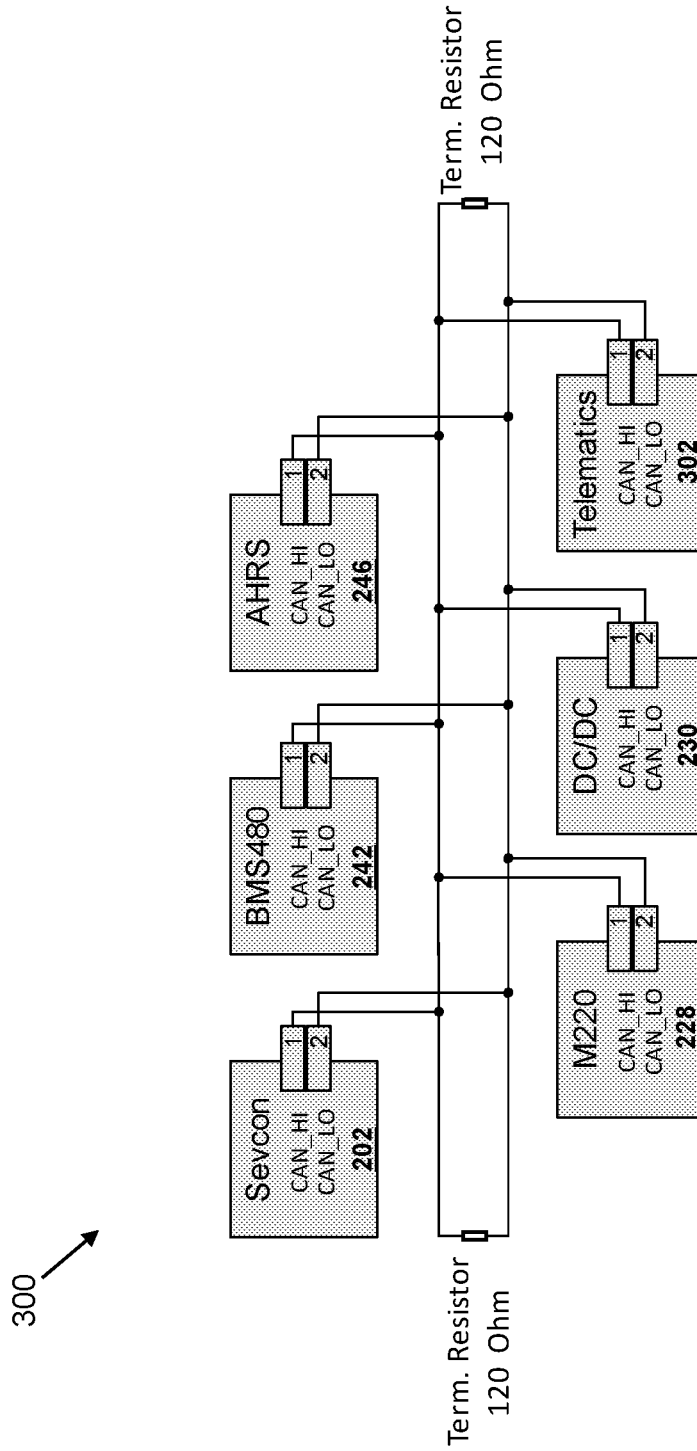 300
Sevcon
CAN_HI
CAN_LO
202
1
2
BMS480
CAN_HI
CAN_LO
242
1
2
AHRS
CAN_HI
CAN_LO
246
1
2
Term. Resistor
120 Ohm
Term. Resistor
120 Ohm
M220
CAN_HI
CAN_LO
228
1
2
DC/DC
CAN_HI
CAN_LO
230
1
2
Telematics
CAN_HI
CAN_LO
302
1
2